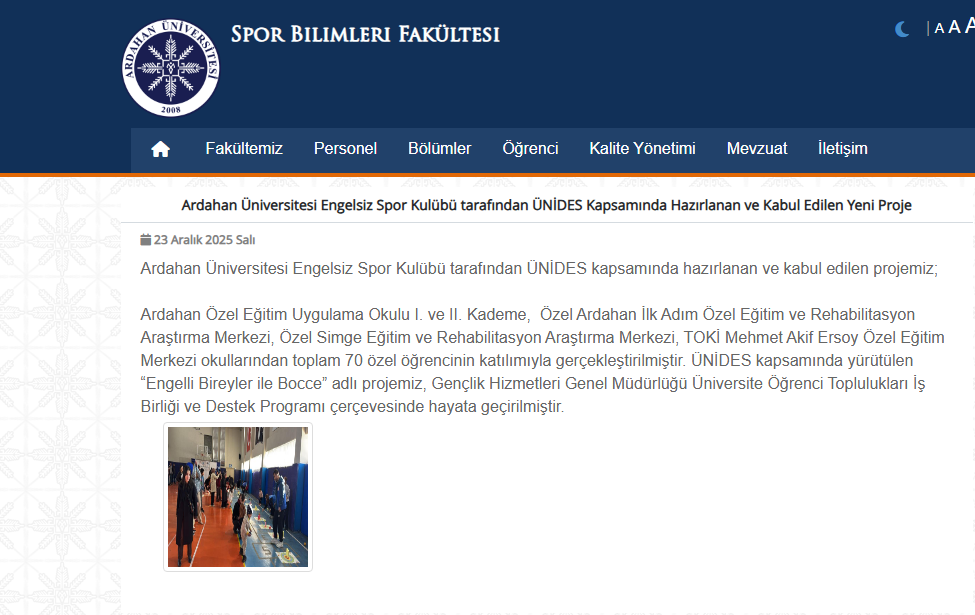 ARDAHAN ÜNİVERSİTESİ
2008
SPOR BILIMLERI FAKÜLTESI
| A A A
Fakültemiz Personel Bölümler Öğrenci Kalite Yönetimi Mevzuat İletişim
Ardahan Üniversitesi Engelsiz Spor Kulübü tarafından ÜNİDES Kapsamında Hazırlanan ve Kabul Edilen Yeni Proje
23 Aralık 2025 Salı
Ardahan Üniversitesi Engelsiz Spor Kulübü tarafından ÜNİDES kapsamında hazırlanan ve kabul edilen projemiz;
Ardahan Özel Eğitim Uygulama Okulu I. ve II. Kademe, Özel Ardahan İlk Adım Özel Eğitim ve Rehabilitasyon
Araştırma Merkezi, Özel Simge Eğitim ve Rehabilitasyon Araştırma Merkezi, TOKİ Mehmet Akif Ersoy Özel Eğitim
Merkezi okullarından toplam 70 özel öğrencinin katılımıyla gerçekleştirilmiştir. ÜNİDES kapsamında yürütülen
“Engelli Bireyler ile Bocce” adlı projemiz, Gençlik Hizmetleri Genel Müdürlüğü Üniversite Öğrenci Toplulukları İş
Birliği ve Destek Programı çerçevesinde hayata geçirilmiştir.